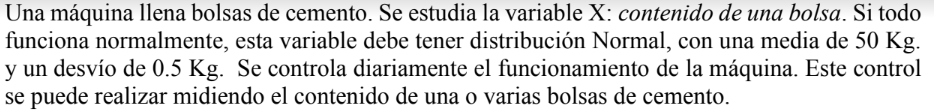 Una máquina llena bolsas de cemento. Se estudia la variable X: contenido de una bolsa. Si todo
funciona normalmente, esta variable debe tener distribución Normal, con una media de 50 Kg.
y un desvío de 0.5 Kg. Se controla diariamente el funcionamiento de la máquina. Este control
se puede realizar midiendo el contenido de una o varias bolsas de cemento.